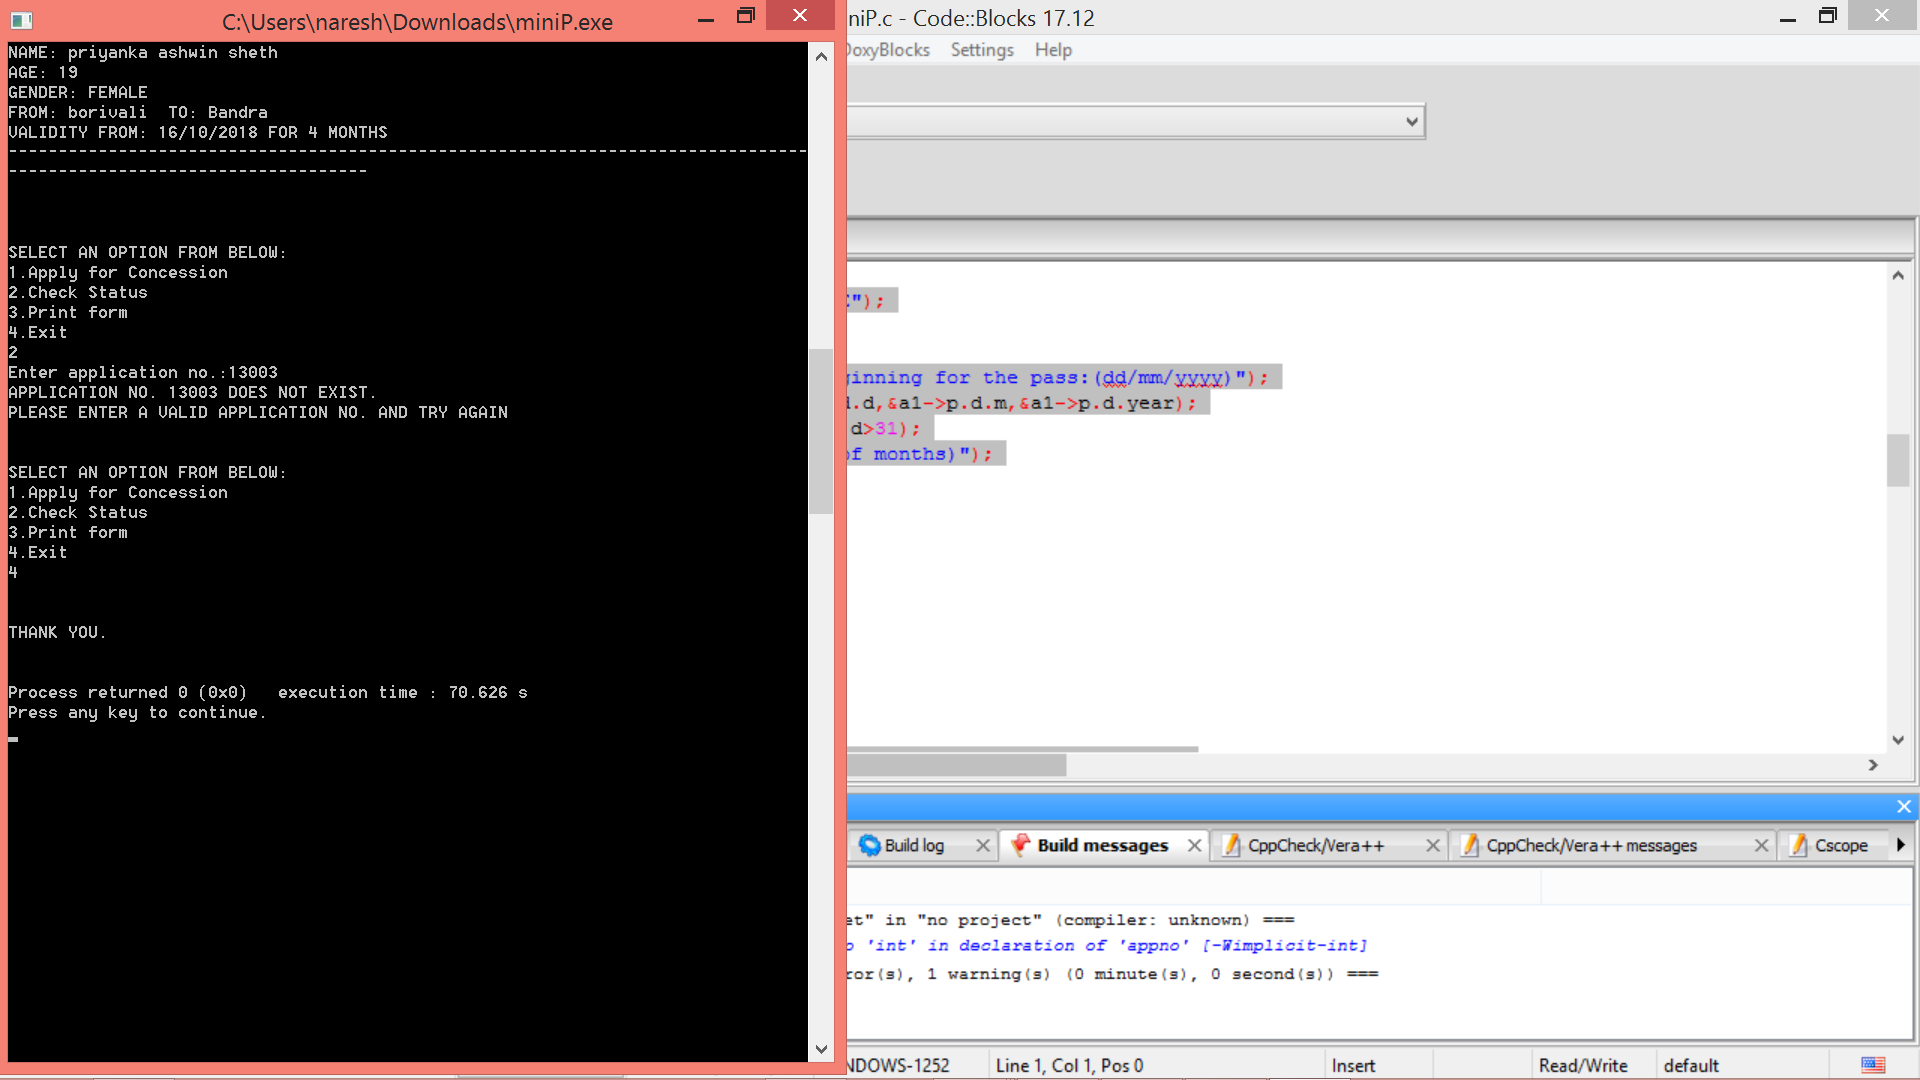 C:\Users\naresh\Downloads\miniP.exe
NAME: priyanka ashwin sheth
AGE: 19
GENDER: FEMALE
FROM: borivali  TO: Bandra
VALIDITY FROM: 16/10/2018 FOR 4 MONTHS
--------------------------------------------------------------------------------
------------------------------------
SELECT AN OPTION FROM BELOW:
1.Apply for Concession
2.Check Status
3.Print form
4.Exit
2
Enter application no.:13003
APPLICATION NO. 13003 DOES NOT EXIST.
PLEASE ENTER A VALID APPLICATION NO. AND TRY AGAIN
SELECT AN OPTION FROM BELOW:
1.Apply for Concession
2.Check Status
3.Print form
4.Exit
4
THANK YOU.
Process returned 0 (0x0)   execution time : 70.626 s
Press any key to continue.
niP.c - Code::Blocks 17.12
DoxyBlocks Settings Help
");
ginning for the pass:(dd/mm/yyyy)");
d.d,&a1->p.d.m,&a1->p.d.year);
d>31);
of months)");
Build log
Build messages
CppCheck/Vera++
CppCheck/Vera++ messages
Cscope
et" in "no project" (compiler: unknown) ===
o 'int' in declaration of 'appno' [-Wimplicit-int]
ror(s), 1 warning(s) (0 minute(s), 0 second(s)) ===
NDOWS-1252
Line 1, Col 1, Pos 0
Insert
Read/Write
default